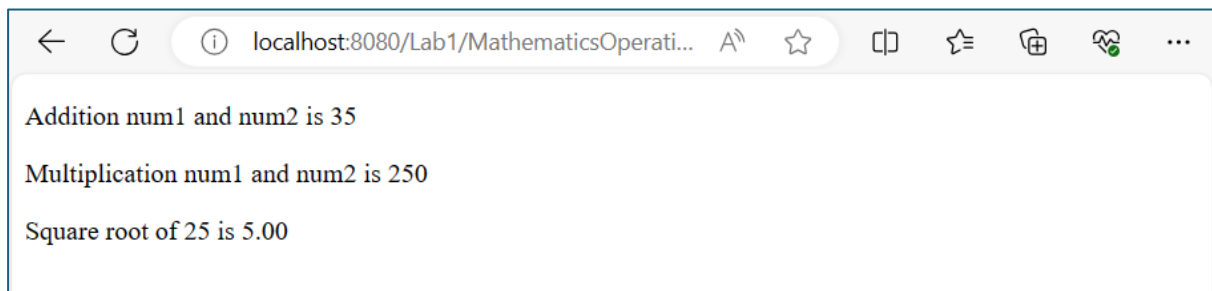 localhost:8080/Lab1/MathematicsOperati... A
Addition num1 and num2 is 35
Multiplication num1 and num2 is 250
Square root of 25 is 5.00